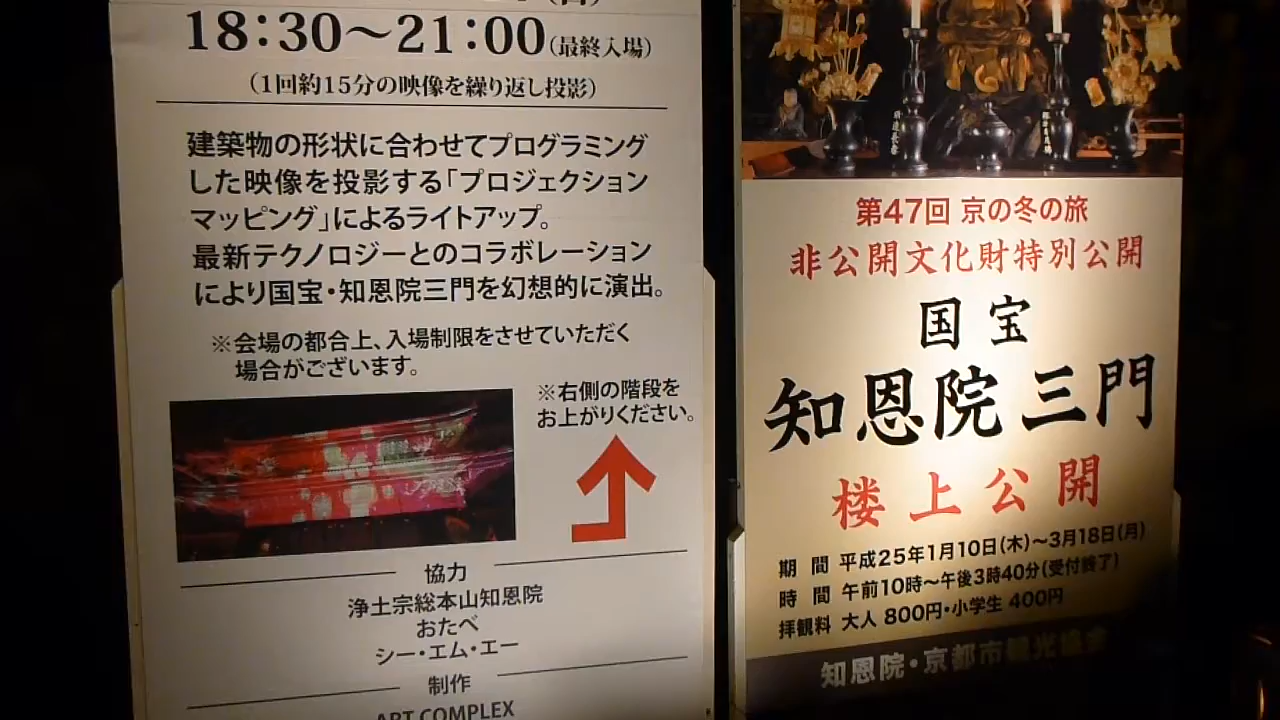 18:30～21:00(最終入場)
(1回約15分の映像を繰り返し投影)
建築物の形状に合わせてプログラミング
した映像を投影する「プロジェクション
マッピング」によるライトアップ。
最新テクノロジーとのコラボレーション
により国宝・知恩院三門を幻想的に演出。
※会場の都合上、入場制限をさせていただく
場合がございます。
※右側の階段を
お上がりください。
協力
浄土宗総本山知恩院
おたべ
シー・エム・エー
制作
ART COMPLEX
第47回 京の冬の旅
非公開文化財特別公開
国宝
知恩院三門
楼上公開
期間 平成25年1月10日(木)～3月18日(月)
時間 午前10時～午後3時40分(受付終了)
拝観料 大人 800円・小学生 400円
知恩院・京都市観光協会